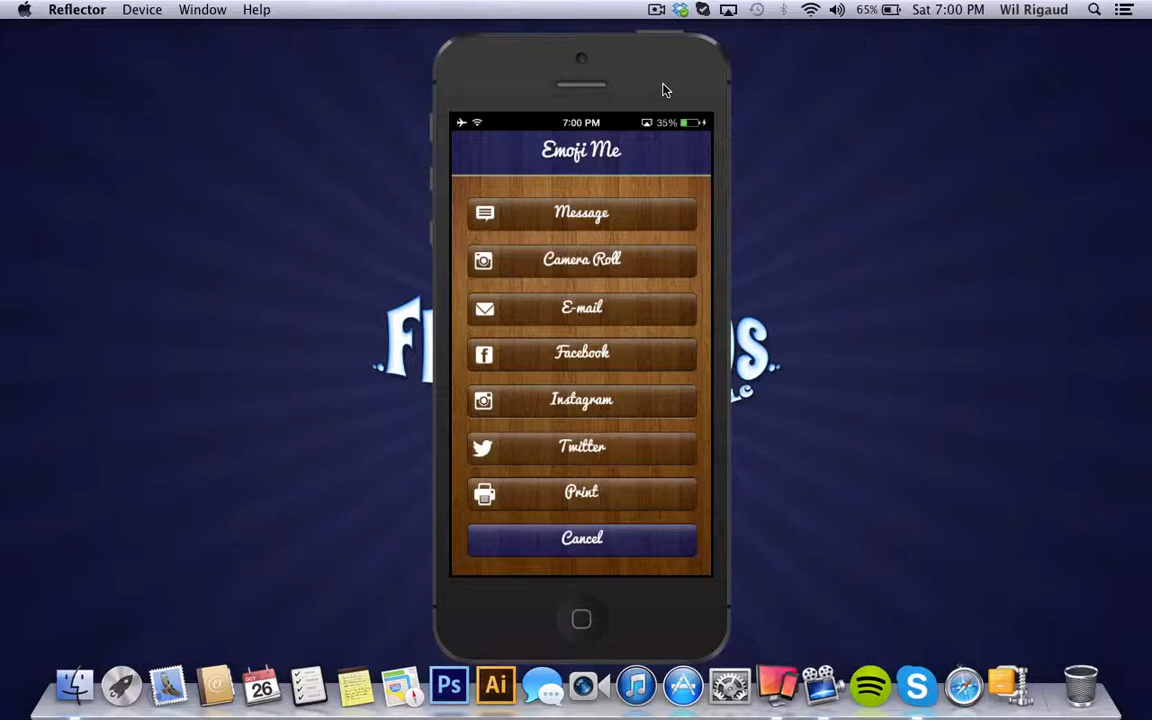 Reflector Device Window Help 65% Sat 7:00 PM Wil Rigaud
7:00 PM 35%
Emoji Me
Message
Camera Roll
E-mail
Facebook
Instagram
Twitter
Print
Cancel
OCT
26
Ps Ai